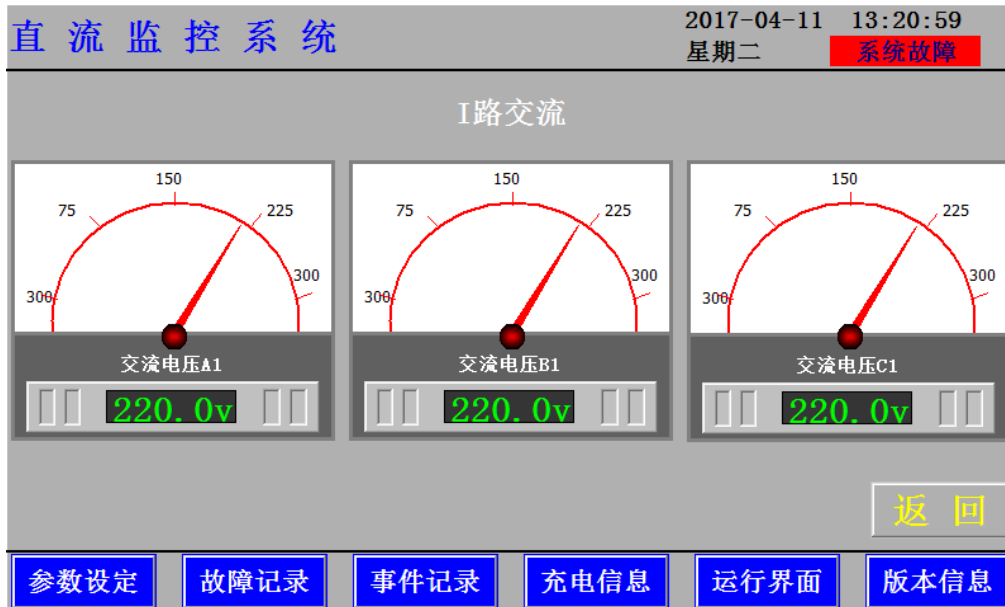 直流监控系统
2017-04-11 13:20:59
星期二 系统故障
I路交流
150 150 150
75 225 75 225 75 225
300 300 300 300 300 300
交流电压A1 交流电压B1 交流电压C1
220.0v 220.0v 220.0v
返回
参数设定 故障记录 事件记录 充电信息 运行界面 版本信息